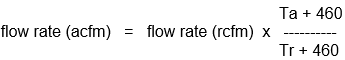 Ta + 460
flow rate (acfm) = flow rate (rcfm) x ----------
Tr + 460